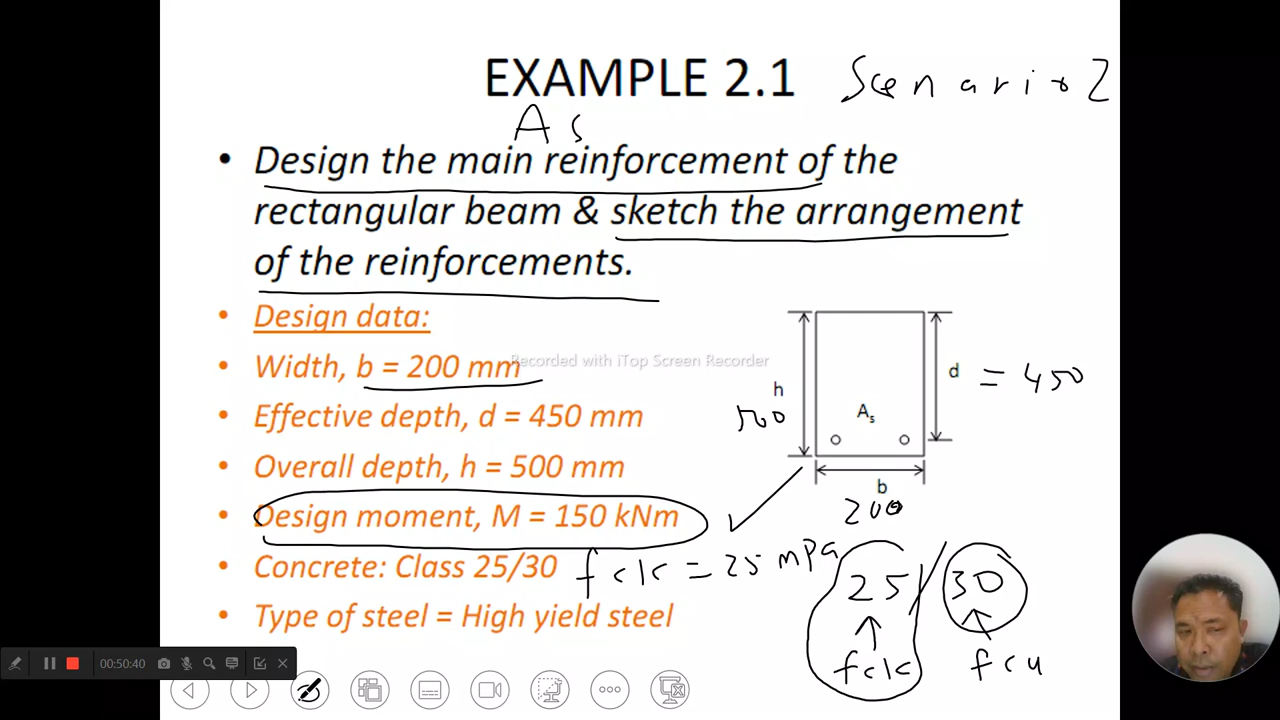 EXAMPLE 2.1 Scenario 2
As
• Design the main reinforcement of the
rectangular beam & sketch the arrangement
of the reinforcements.
• Design data:
• Width, b = 200 mm
Recorded with iTop Screen Recorder
d = 450
h
500
As
• Effective depth, d = 450 mm
• Overall depth, h = 500 mm
b
200
• Design moment, M = 150 kNm
• Concrete: Class 25/30 fck = 25 mPa
25/30
• Type of steel = High yield steel
fck fcu
00:50:40